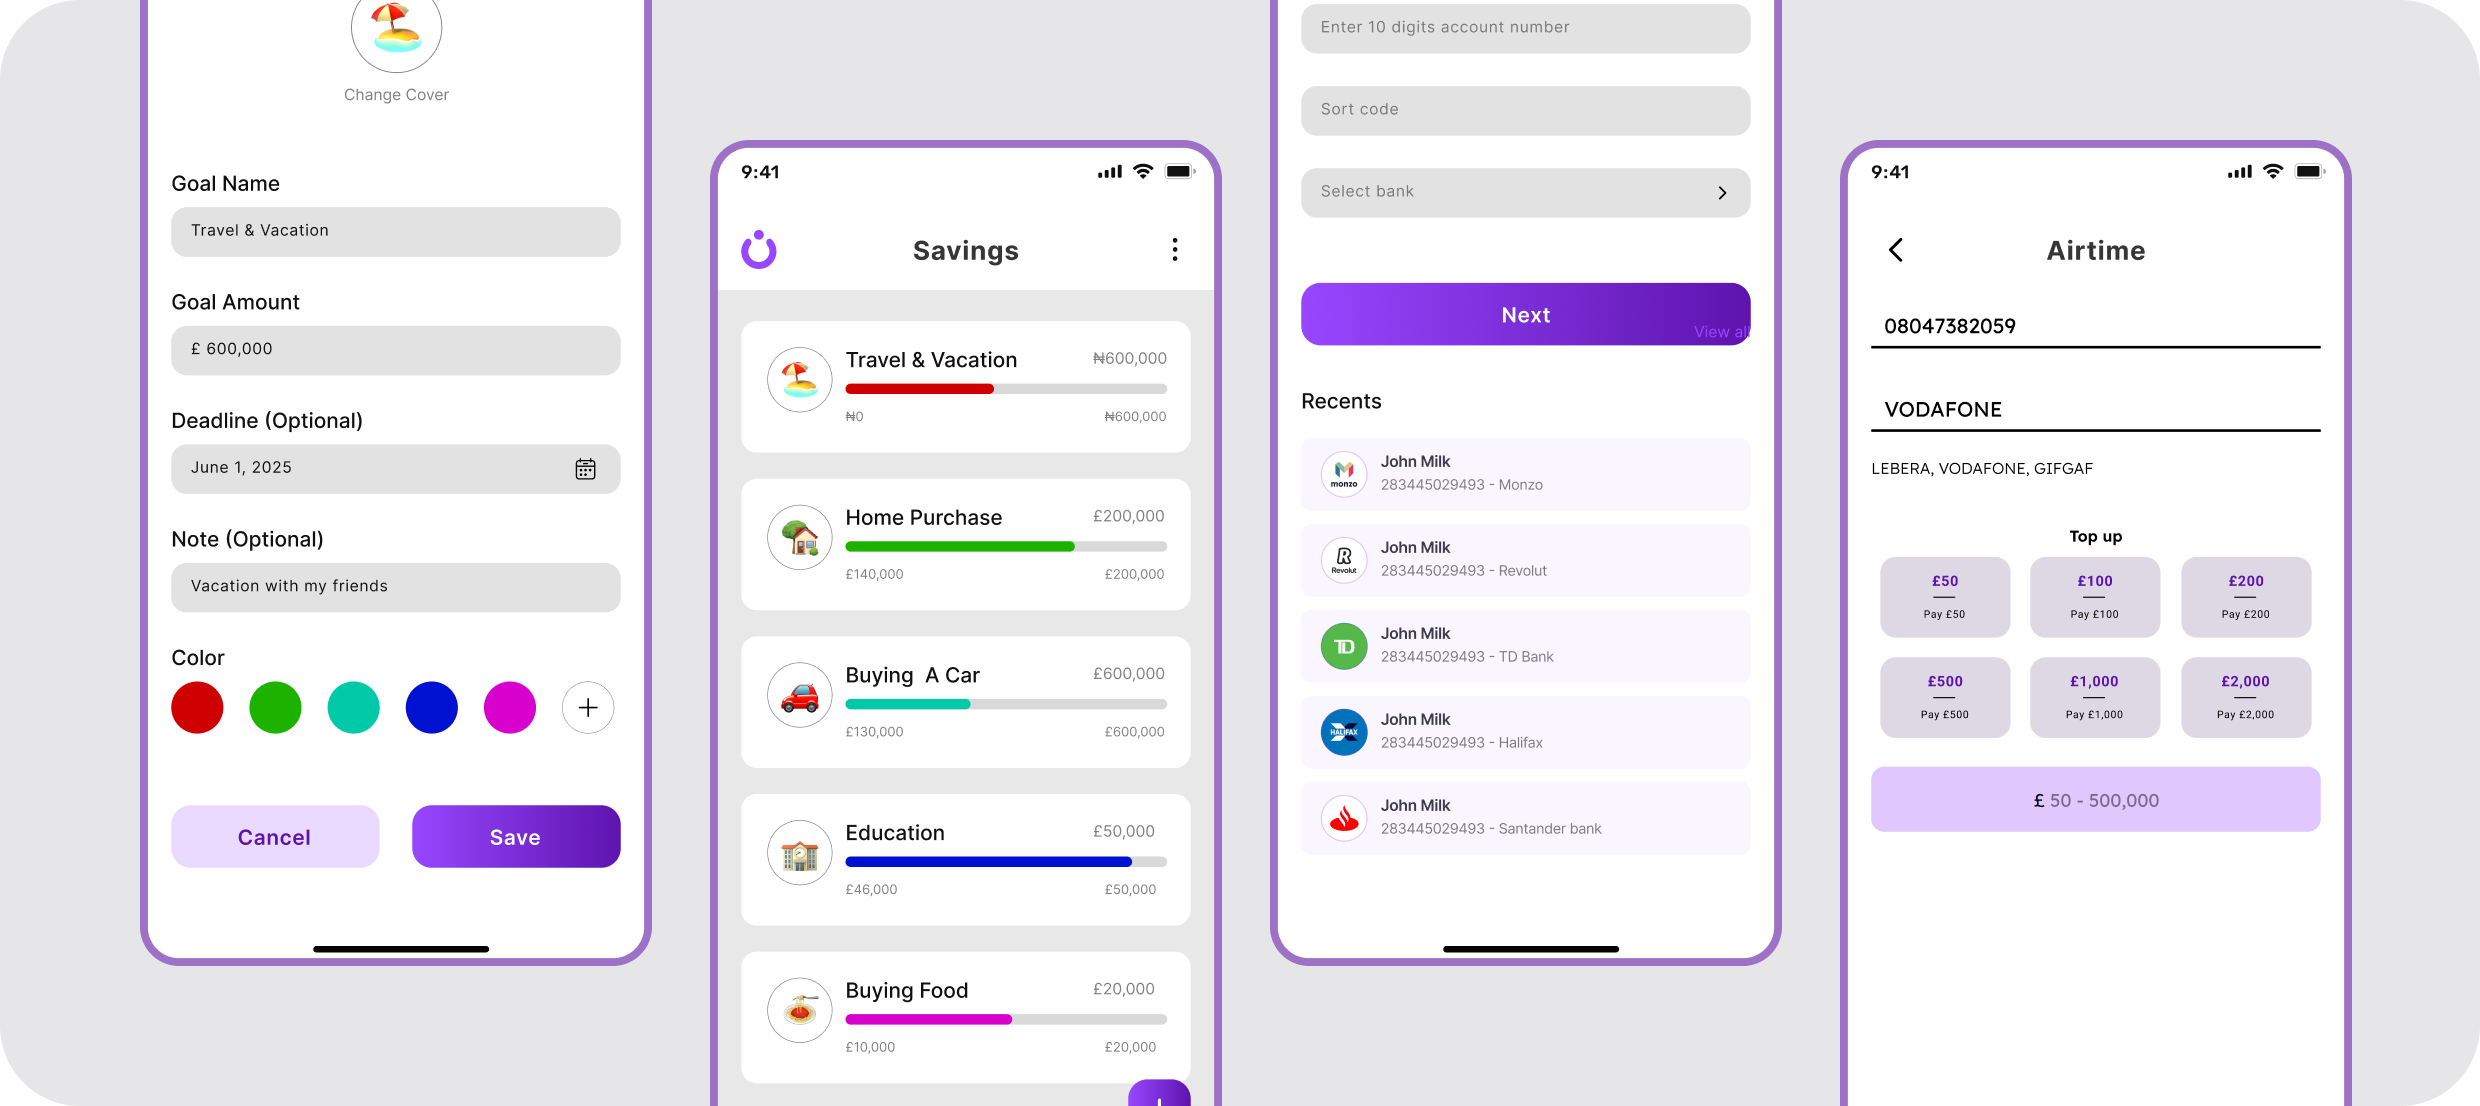 Change Cover
Goal Name
Travel & Vacation
Goal Amount
£ 600,000
Deadline (Optional)
June 1, 2025
Note (Optional)
Vacation with my friends
Color
Cancel
Save
9:41
Savings
Travel & Vacation ₦600,000
₦0 ₦600,000
Home Purchase £200,000
£140,000 £200,000
Buying A Car £600,000
£130,000 £600,000
Education £50,000
£46,000 £50,000
Buying Food £20,000
£10,000 £20,000
Enter 10 digits account number
Sort code
Select bank
Next
View all
Recents
John Milk
monzo
283445029493 - Monzo
John Milk
Revolut
283445029493 - Revolut
John Milk
TD
283445029493 - TD Bank
John Milk
HALIFAX
283445029493 - Halifax
John Milk
283445029493 - Santander bank
9:41
Airtime
08047382059
VODAFONE
LEBERA, VODAFONE, GIFGAF
Top up
£50 £100 £200
Pay £50 Pay £100 Pay £200
£500 £1,000 £2,000
Pay £500 Pay £1,000 Pay £2,000
£ 50 - 500,000